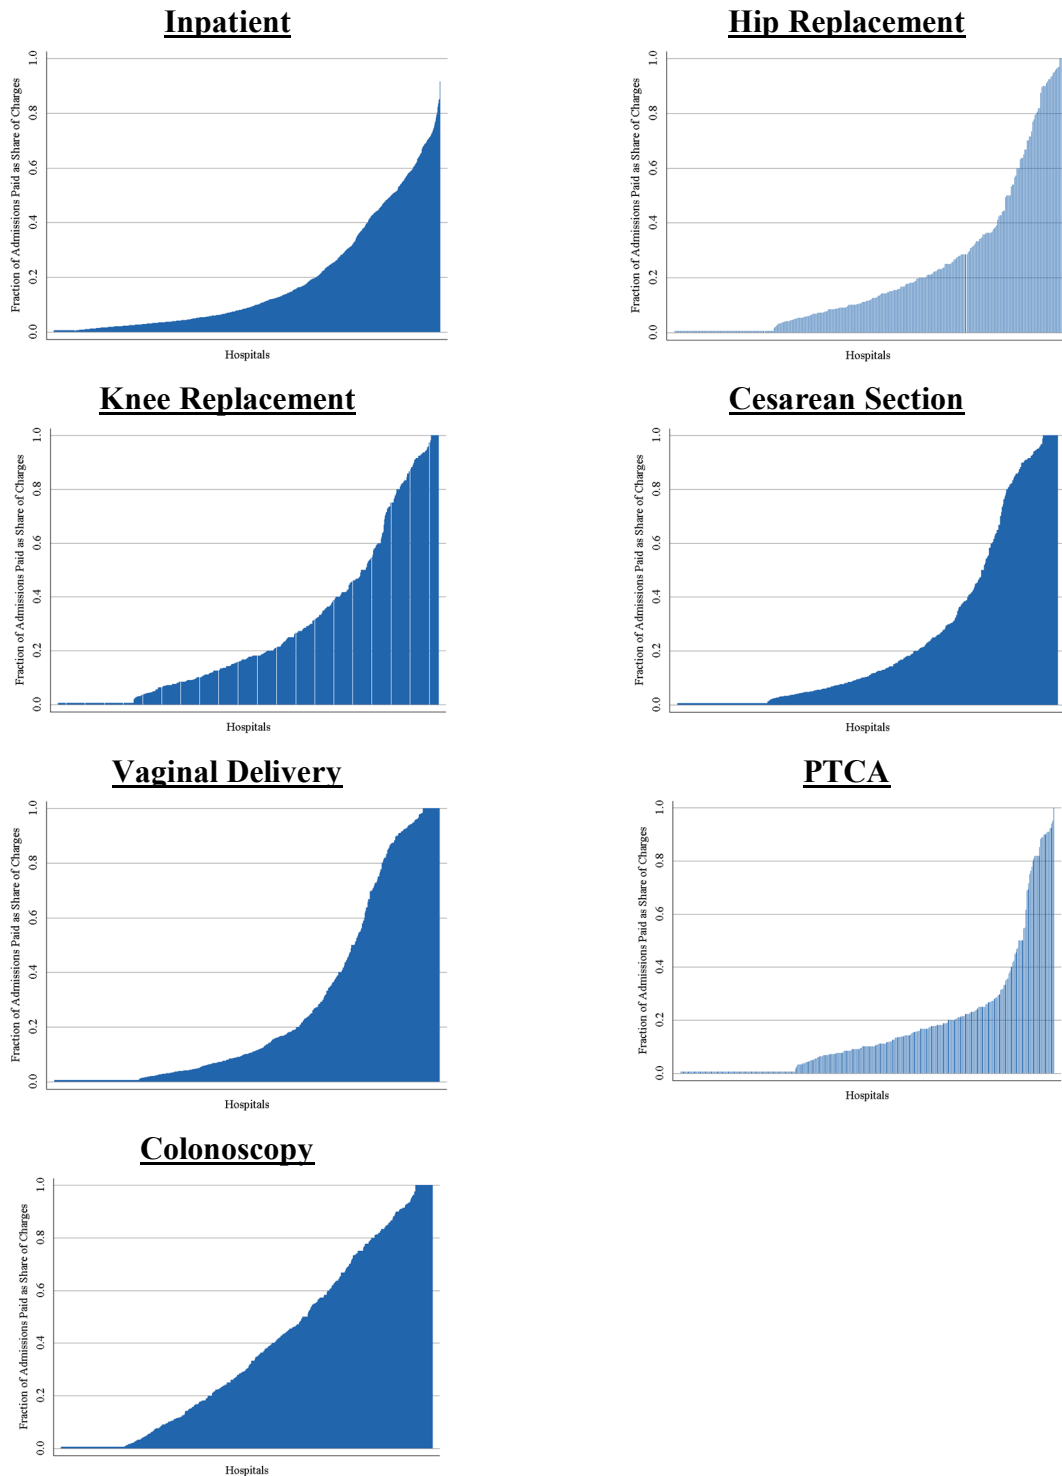 Inpatient
Fraction of Admissions Paid as Share of Charges
1.0
0.8
0.6
0.4
0.2
0.0
Hospitals
Hip Replacement
Fraction of Admissions Paid as Share of Charges
1.0
0.8
0.6
0.4
0.2
0.0
Hospitals
Knee Replacement
Fraction of Admissions Paid as Share of Charges
1.0
0.8
0.6
0.4
0.2
0.0
Hospitals
Cesarean Section
Fraction of Admissions Paid as Share of Charges
1.0
0.8
0.6
0.4
0.2
0.0
Hospitals
Vaginal Delivery
Fraction of Admissions Paid as Share of Charges
1.0
0.8
0.6
0.4
0.2
0.0
Hospitals
PTCA
Fraction of Admissions Paid as Share of Charges
1.0
0.8
0.6
0.4
0.2
0.0
Hospitals
Colonoscopy
Fraction of Admissions Paid as Share of Charges
1.0
0.8
0.6
0.4
0.2
0.0
Hospitals